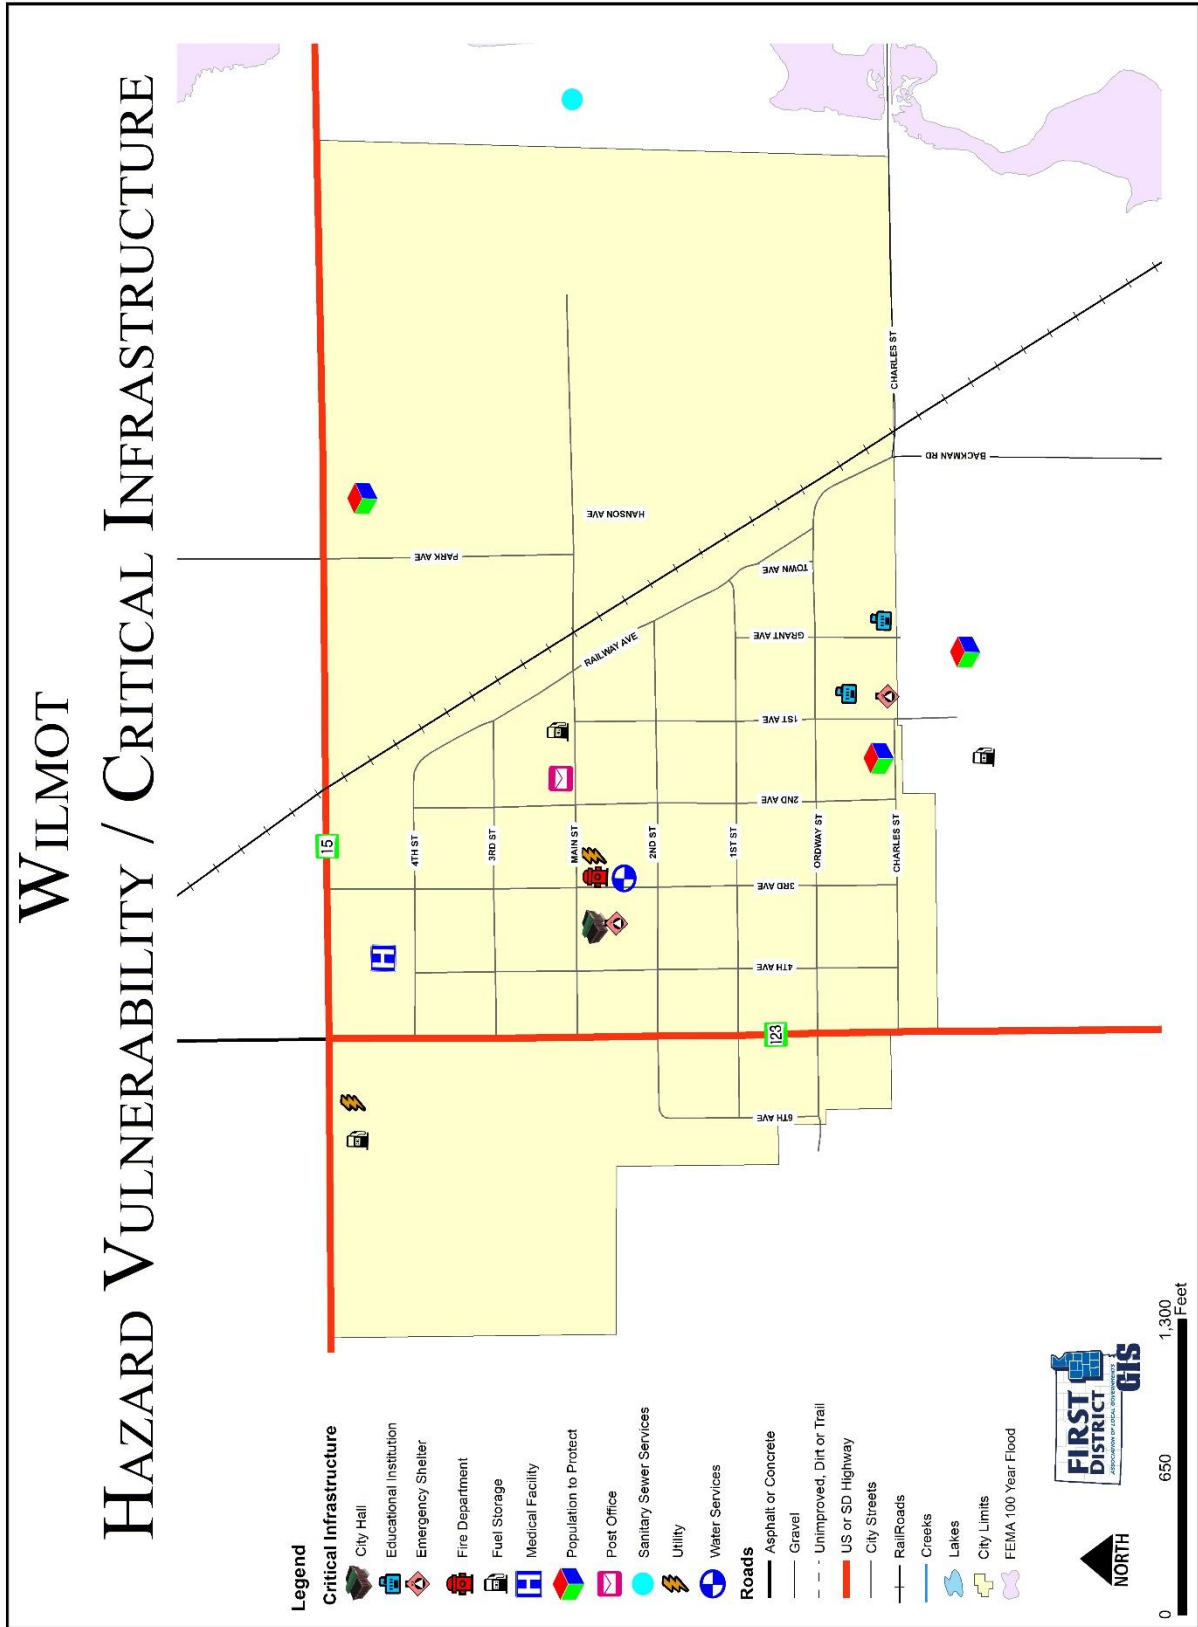 WILMOT
HAZARD VULNERABILITY / CRITICAL INFRASTRUCTURE
15
4TH ST
3RD ST
MAIN ST
2ND ST
1ST ST
ORDWAY ST
CHARLES ST
CHARLES ST
PARK AVE
HANSON AVE
RAILWAY AVE
TOWN AVE
GRANT AVE
1ST AVE
2ND AVE
3RD AVE
4TH AVE
6TH AVE
BACKMAN RD
123
H
Legend
Critical Infrastructure
City Hall
Educational Institution
Emergency Shelter
Fire Department
Fuel Storage
H
Medical Facility
Population to Protect
Post Office
Sanitary Sewer Services
Utility
Water Services
Roads
Asphalt or Concrete
Gravel
Unimproved, Dirt or Trail
US or SD Highway
City Streets
RailRoads
Creeks
Lakes
City Limits
FEMA 100 Year Flood
NORTH
FIRST
DISTRICT
ASSOCIATION OF LOCAL GOVERNMENTS
GIS
0 650 1,300
Feet